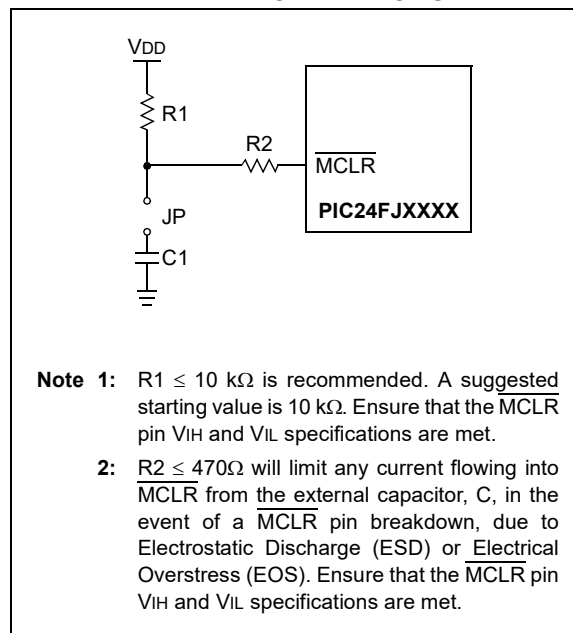 VDD
R1
R2
MCLR
JP
PIC24FJXXXX
C1
Note 1: R1 ≤ 10 kΩ is recommended. A suggested
starting value is 10 kΩ. Ensure that the MCLR
pin VIH and VIL specifications are met.
2: R2 ≤ 470Ω will limit any current flowing into
MCLR from the external capacitor, C, in the
event of a MCLR pin breakdown, due to
Electrostatic Discharge (ESD) or Electrical
Overstress (EOS). Ensure that the MCLR pin
VIH and VIL specifications are met.